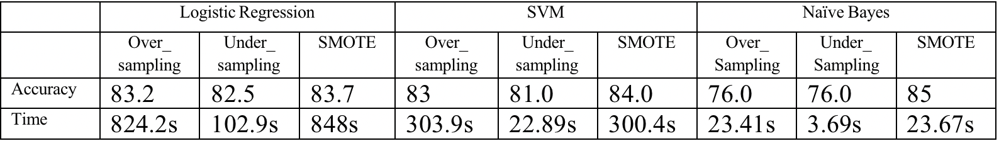 Logistic Regression SVM Naïve Bayes
Over_ Under_ SMOTE Over_ Under_ SMOTE Over_ Under_ SMOTE
sampling sampling sampling sampling Sampling Sampling
Accuracy 83.2 82.5 83.7 83 81.0 84.0 76.0 76.0 85
Time 824.2s 102.9s 848s 303.9s 22.89s 300.4s 23.41s 3.69s 23.67s